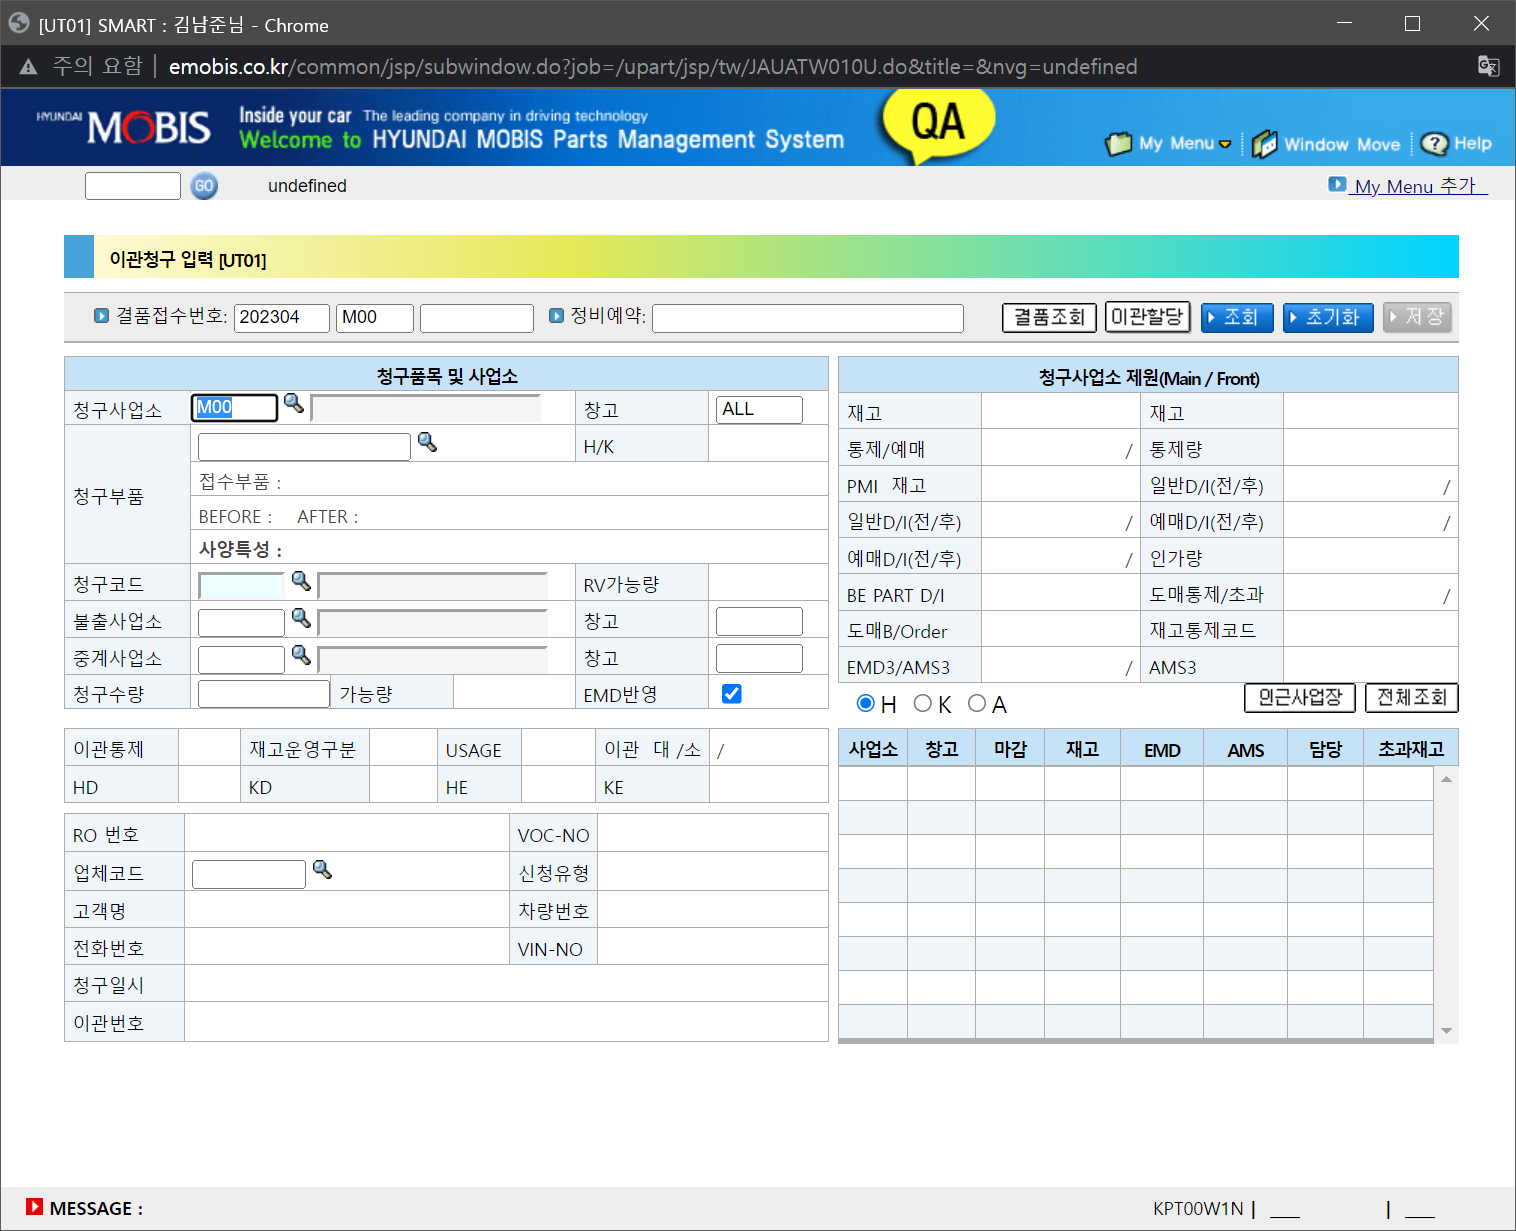 [UT01] SMART : 김남준님 - Chrome
주의 요함 | emobis.co.kr/common/jsp/subwindow.do?job=/upart/jsp/tw/JAUATW010U.do&title=&nvg=undefined
HYUNDAI MOBIS Inside your car The leading company in driving technology
Welcome to HYUNDAI MOBIS Parts Management System
QA
My Menu Window Move ? Help
GO undefined My Menu 추가
이관청구 입력 [UT01]
결품접수번호: 202304 M00 정비예약: 결품조회 이관할당 조회 초기화 저장
청구품목 및 사업소
청구사업소 M00 창고 ALL
청구부품 H/K
접수부품 :
BEFORE : AFTER :
사양특성 :
청구코드 RV가능량
불출사업소 창고
중계사업소 창고
청구수량 가능량 EMD반영
청구사업소 제원(Main / Front)
재고 재고
통제/예매 / 통제량
PMI 재고 일반D/I(전/후) /
일반D/I(전/후) / 예매D/I(전/후) /
예매D/I(전/후) / 인가량
BE PART D/I 도매통제/초과 /
도매B/Order 재고통제코드
EMD3/AMS3 / AMS3
H K A 인근사업장 전체조회
이관통제 재고운영구분 USAGE 이관 대 /소 /
HD KD HE KE
사업소 창고 마감 재고 EMD AMS 담당 초과재고
RO 번호 VOC-NO
업체코드 신청유형
고객명 차량번호
전화번호 VIN-NO
청구일시
이관번호
MESSAGE : KPT00W1N | ___ | ___